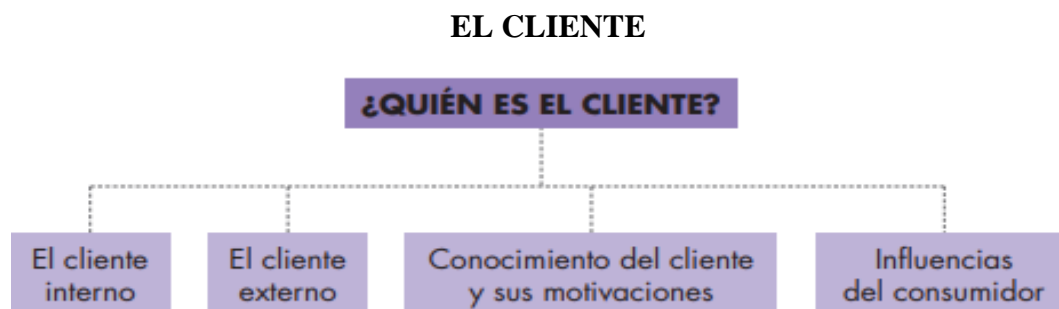 EL CLIENTE
¿QUIÉN ES EL CLIENTE?
El cliente
interno
El cliente
externo
Conocimiento del cliente
y sus motivaciones
Influencias
del consumidor